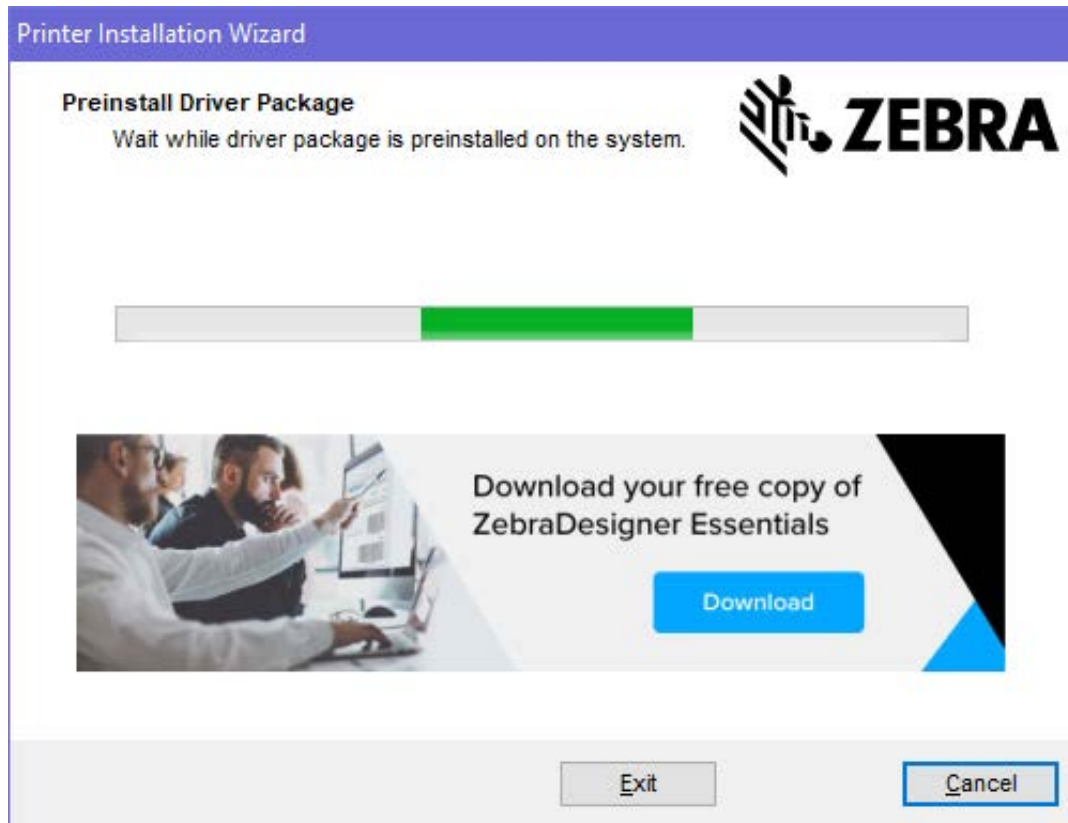 Printer Installation Wizard
Preinstall Driver Package
Wait while driver package is preinstalled on the system.
ZEBRA
Download your free copy of
ZebraDesigner Essentials
Download
Exit
Cancel